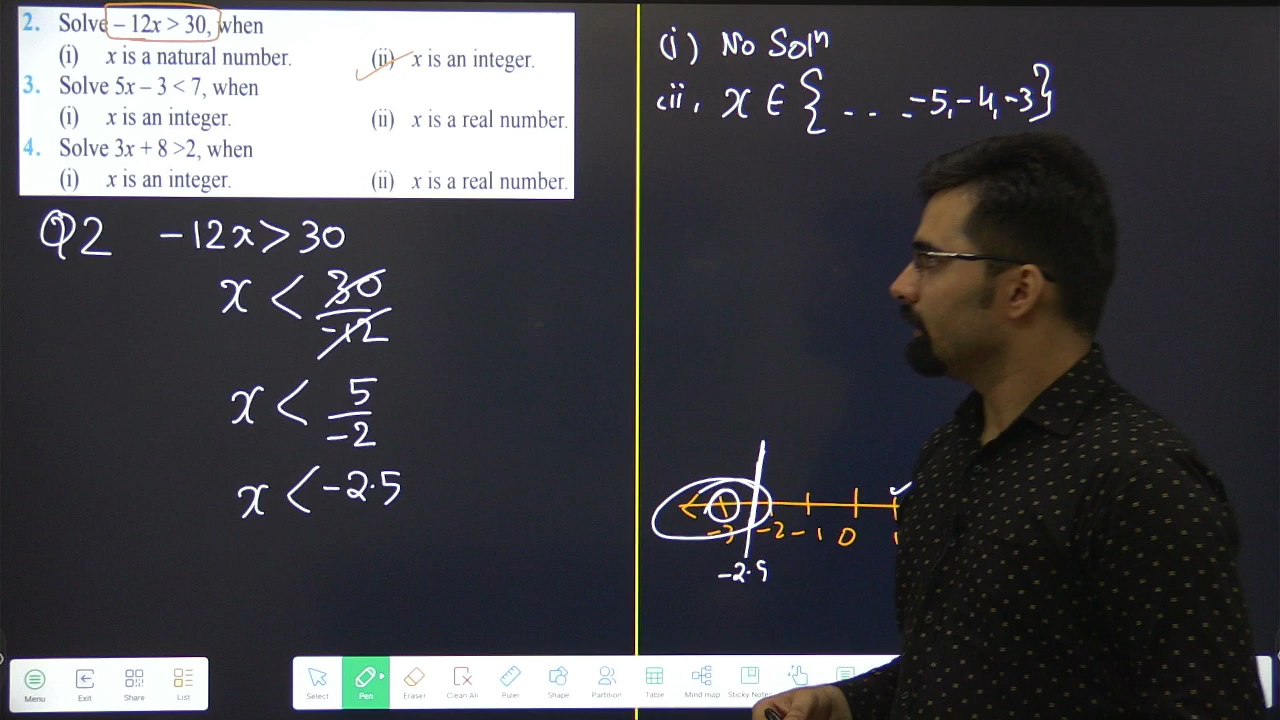 2. Solve – 12x > 30, when
(i) x is a natural number. (ii) x is an integer.
3. Solve 5x – 3 < 7, when
(i) x is an integer. (ii) x is a real number.
4. Solve 3x + 8 >2, when
(i) x is an integer. (ii) x is a real number.
Q2 -12x > 30
x < 30/-12
x < 5/-2
x < -2.5
(i) No Solⁿ
(ii, x ∈ { . . . -5, -4, -3}
-3 -2 -1 0 1
-2.5
Menu Exit Share List Select Pen Eraser Clean All Ruler Shape Partition Table Mind map Sticky Notes